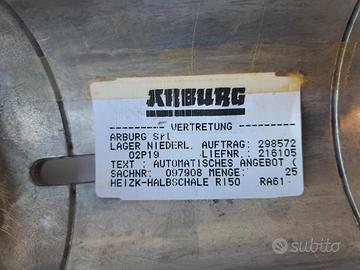 ARBURG
---------- VERTRETUNG ----------
ARBURG Srl
LAGER NIEDERL. AUFTRAG: 298572
02P19 LIEFNR.: 216105
TEXT : AUTOMATISCHES ANGEBOT (
SACHNR: 097908 MENGE: 25
HEIZK-HALBSCHALE R150 RA61
subito